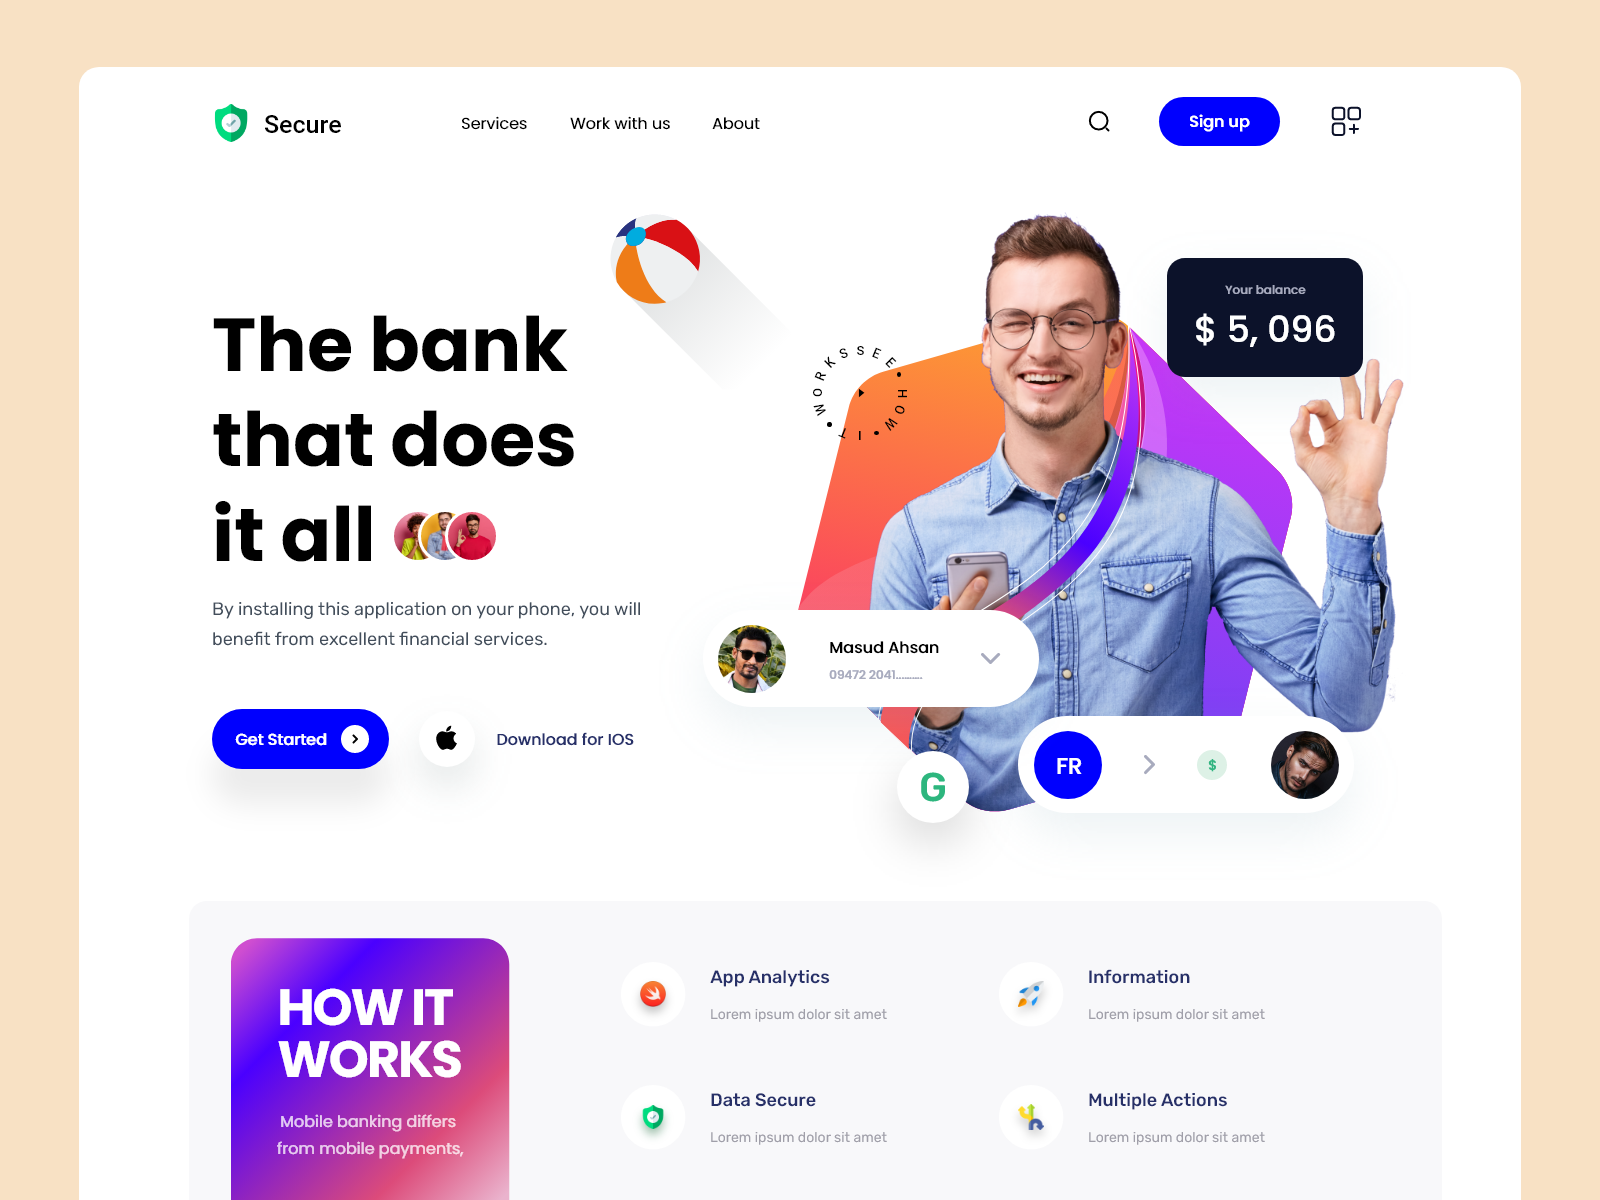 Secure
Services
Work with us
About
Sign up
The bank
that does
it all
By installing this application on your phone, you will
benefit from excellent financial services.
Get Started
Download for IOS
SEE • HOW • IT • WORKS
Your balance
$ 5, 096
Masud Ahsan
09472 2041..........
G
FR
$
HOW IT
WORKS
Mobile banking differs
from mobile payments,
App Analytics
Lorem ipsum dolor sit amet
Information
Lorem ipsum dolor sit amet
Data Secure
Lorem ipsum dolor sit amet
Multiple Actions
Lorem ipsum dolor sit amet